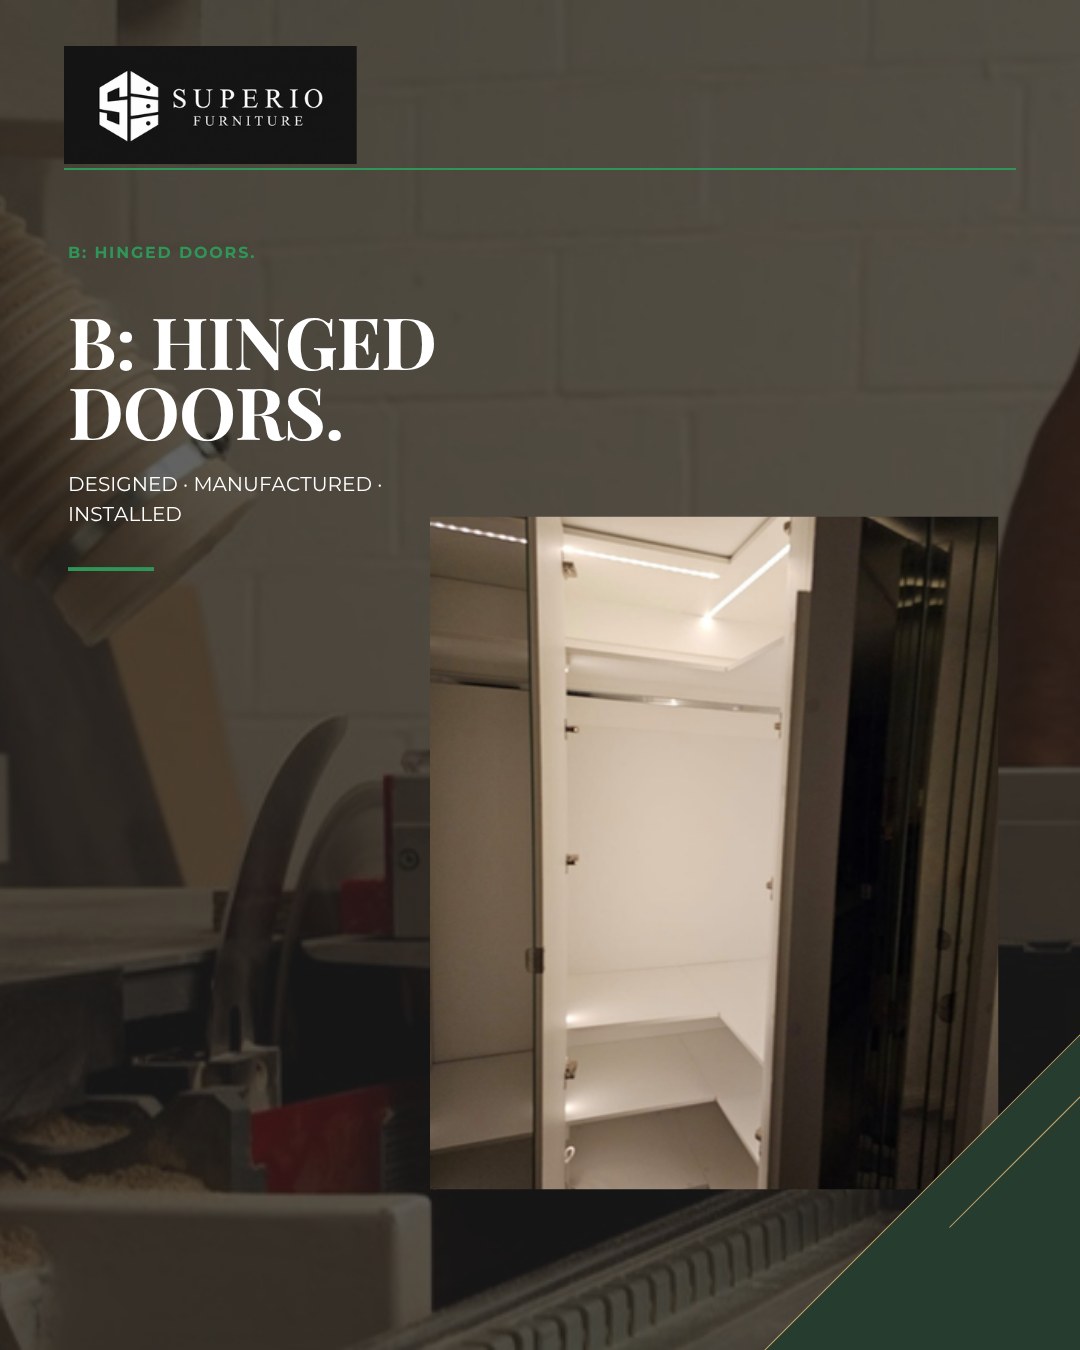 SUPERIO
FURNITURE
B: HINGED DOORS.
B: HINGED
DOORS.
DESIGNED · MANUFACTURED ·
INSTALLED